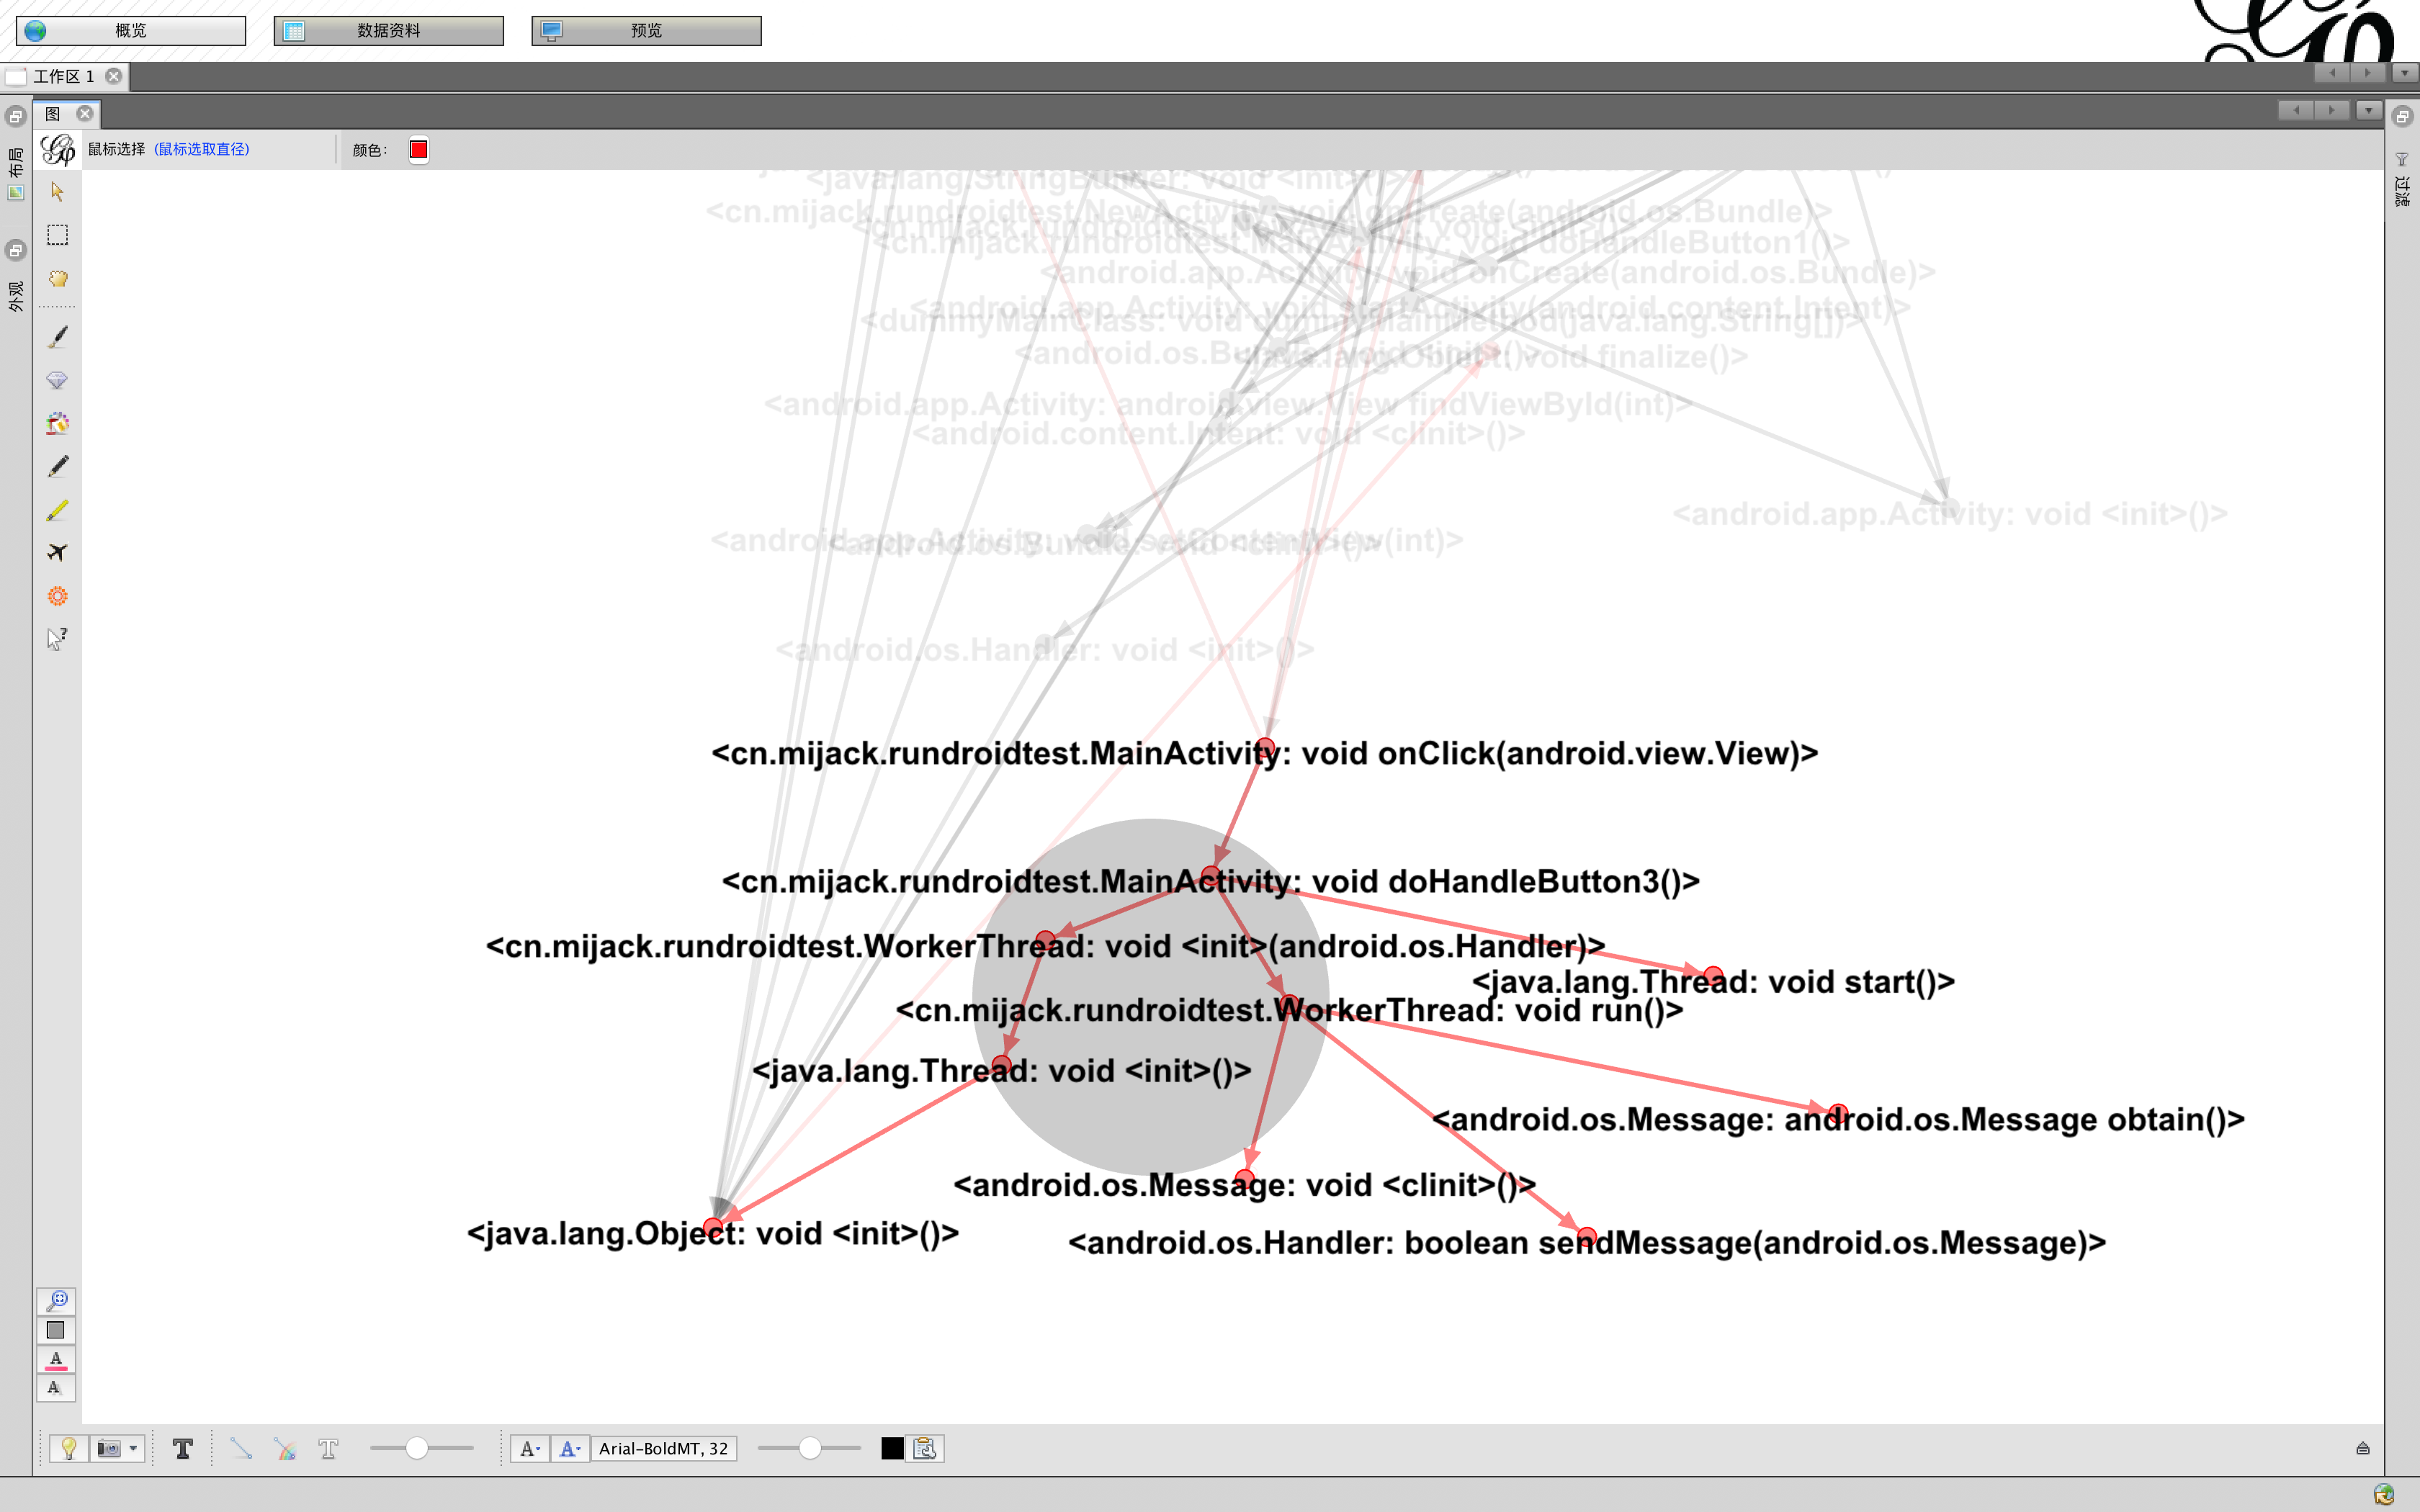 概览
数据资料
预览
工作区 1
图
鼠标选择 (鼠标选取直径)
颜色:
布局
外观
过滤
<java.lang.StringBuilder: void <init>()>
<cn.mijack.rundroidtest.NewActivity: void onCreate(android.os.Bundle)>
<cn.mijack.rundroidtest.MainActivity: void doHandleButton1()>
<android.app.Activity: void onCreate(android.os.Bundle)>
<android.app.Activity: void startActivity(android.content.Intent)>
<dummyMainClass: void dummyMainMethod(java.lang.String[])>
<java.lang.Object: void finalize()>
<android.app.Activity: android.view.View findViewById(int)>
<android.content.Intent: void <clinit>()>
<android.app.Activity: void <init>()>
<android.app.Activity: void setContentView(int)>
<android.os.Bundle: void <clinit>()>
<android.os.Handler: void <init>()>
<cn.mijack.rundroidtest.MainActivity: void onClick(android.view.View)>
<cn.mijack.rundroidtest.MainActivity: void doHandleButton3()>
<cn.mijack.rundroidtest.WorkerThread: void <init>(android.os.Handler)>
<java.lang.Thread: void start()>
<cn.mijack.rundroidtest.WorkerThread: void run()>
<java.lang.Thread: void <init>()>
<android.os.Message: android.os.Message obtain()>
<android.os.Message: void <clinit>()>
<java.lang.Object: void <init>()>
<android.os.Handler: boolean sendMessage(android.os.Message)>
Arial-BoldMT, 32